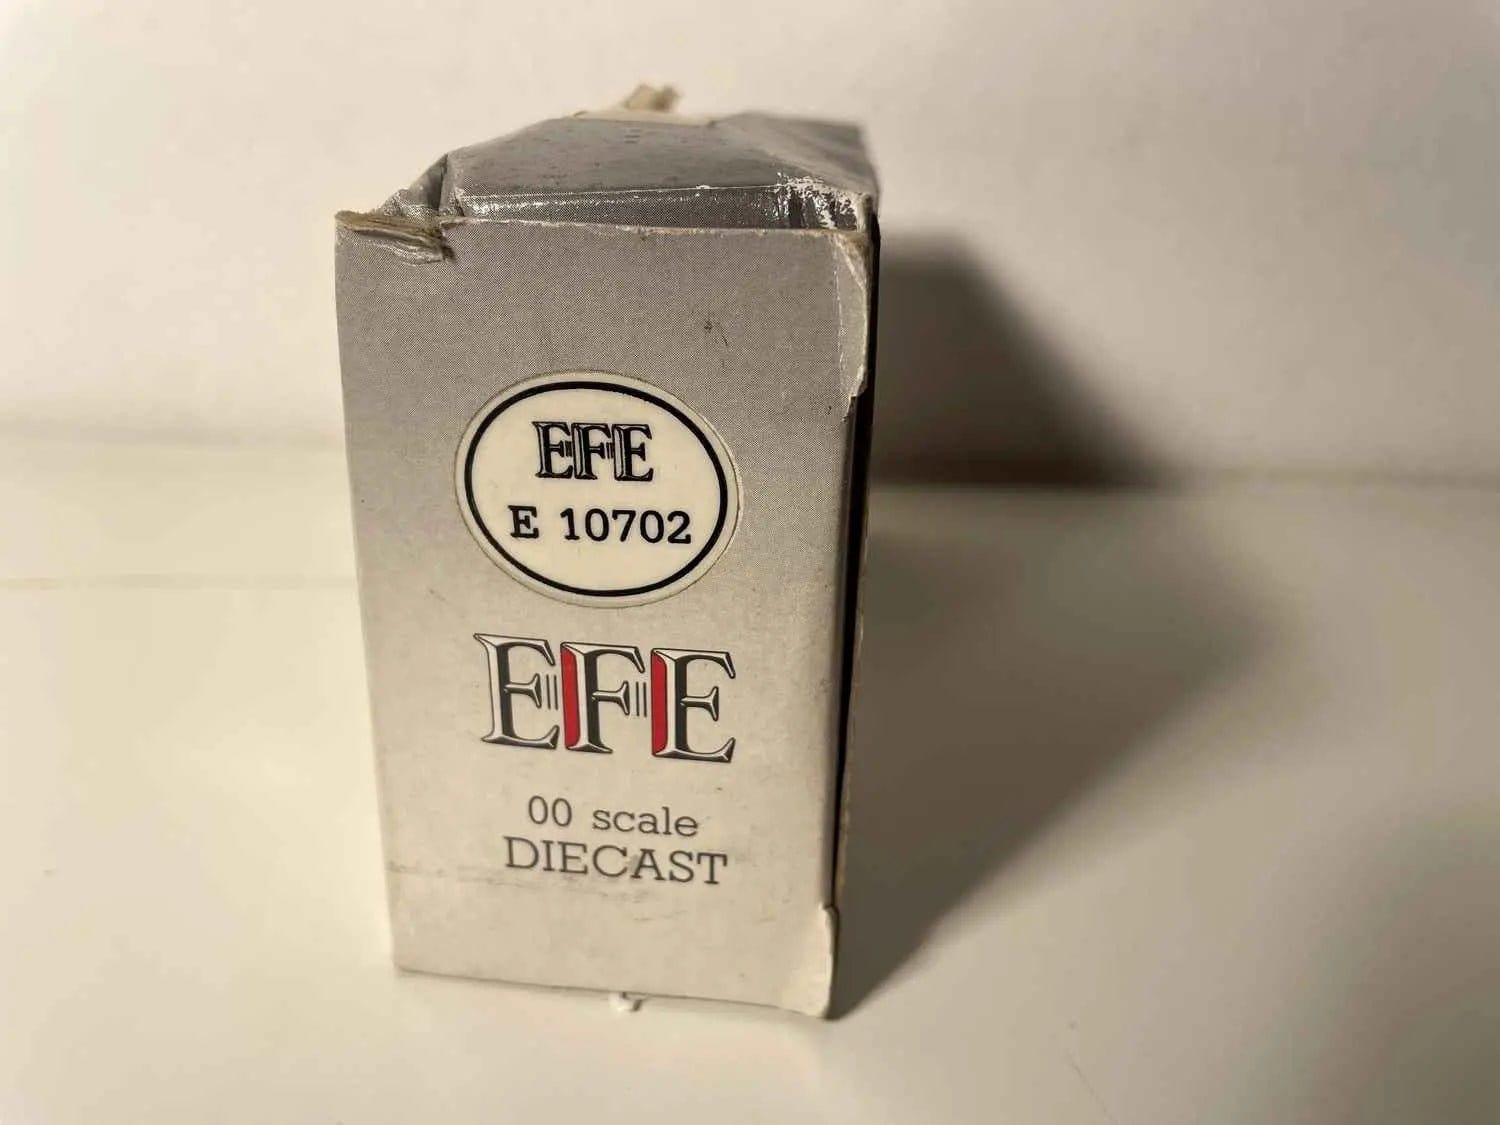 EFE
E 10702
EFE
00 scale
DIECAST